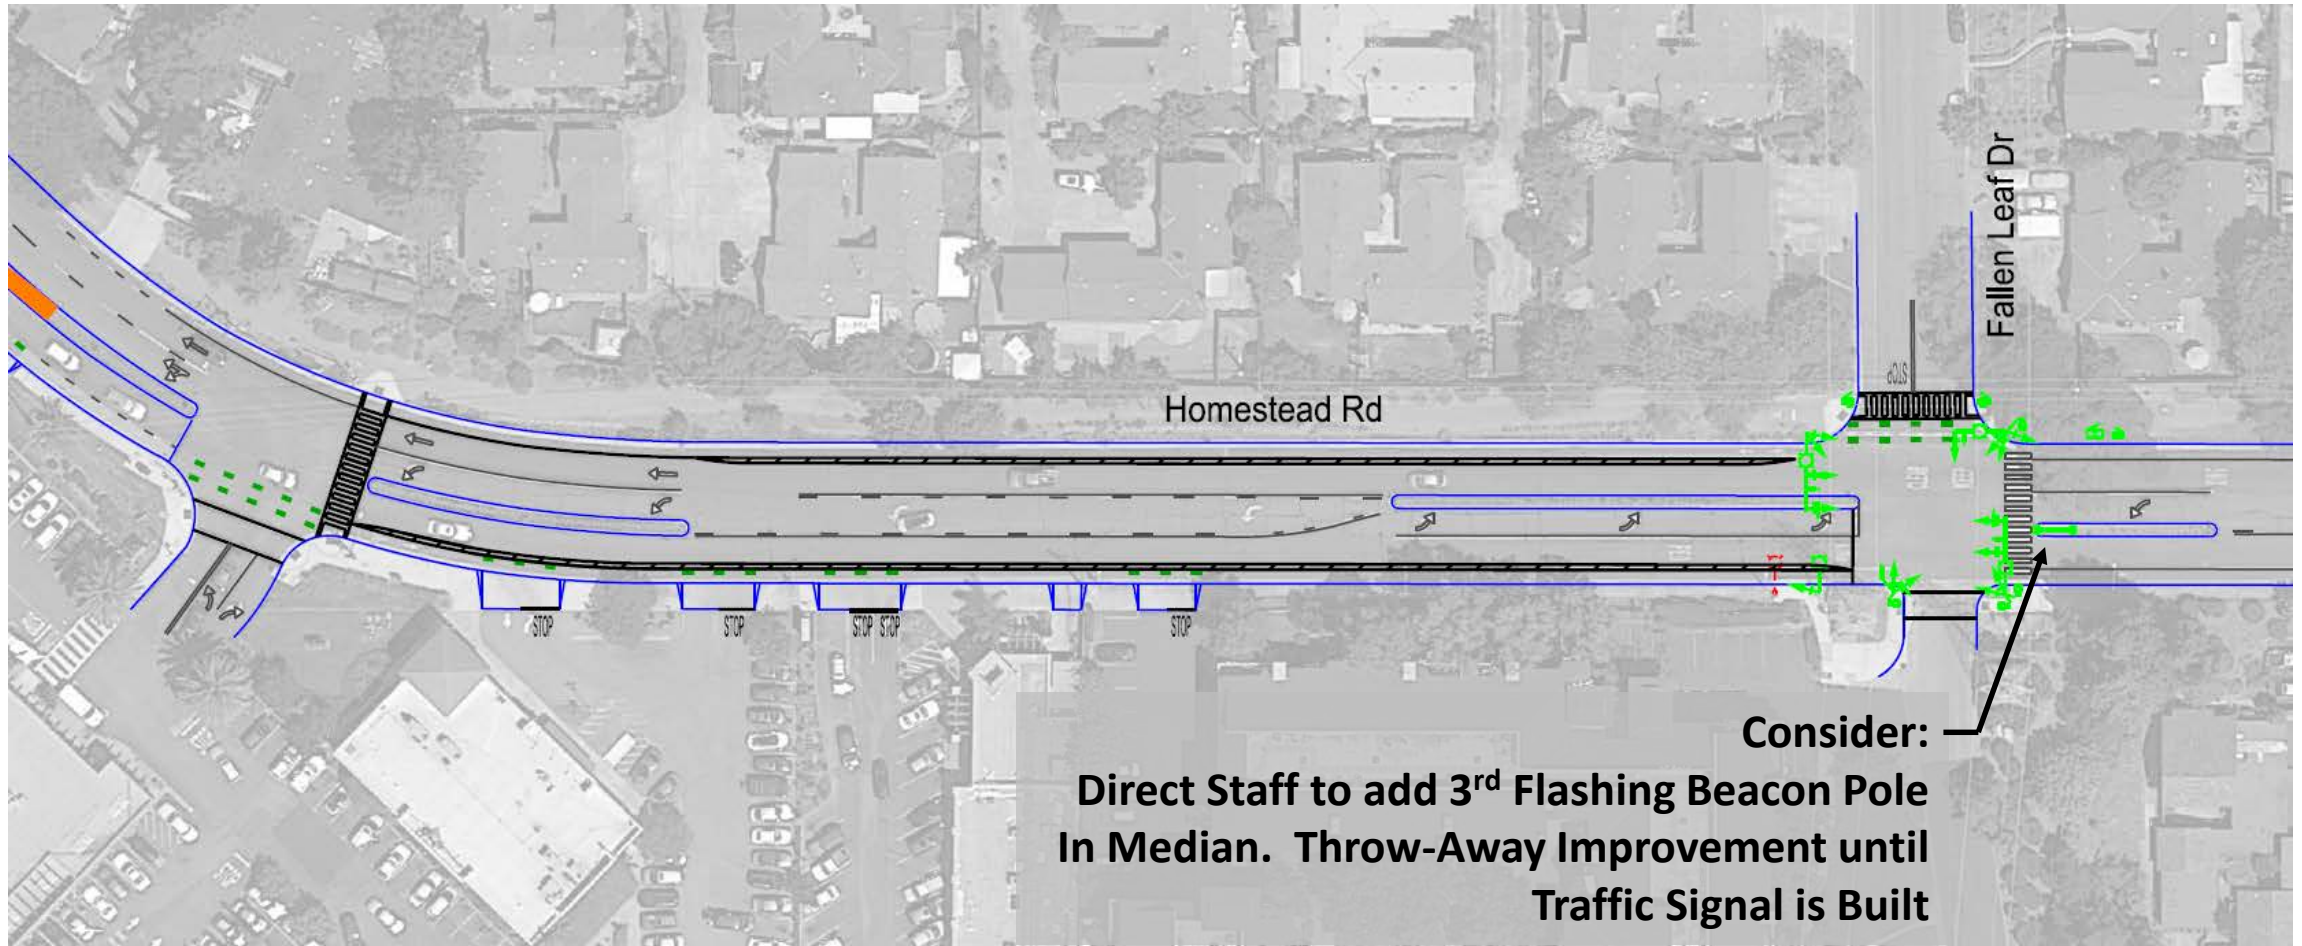 Fallen Leaf Dr
STOP
Homestead Rd
STOP
STOP
STOP STOP
STOP
Consider:
Direct Staff to add 3rd Flashing Beacon Pole
In Median.  Throw-Away Improvement until
Traffic Signal is Built